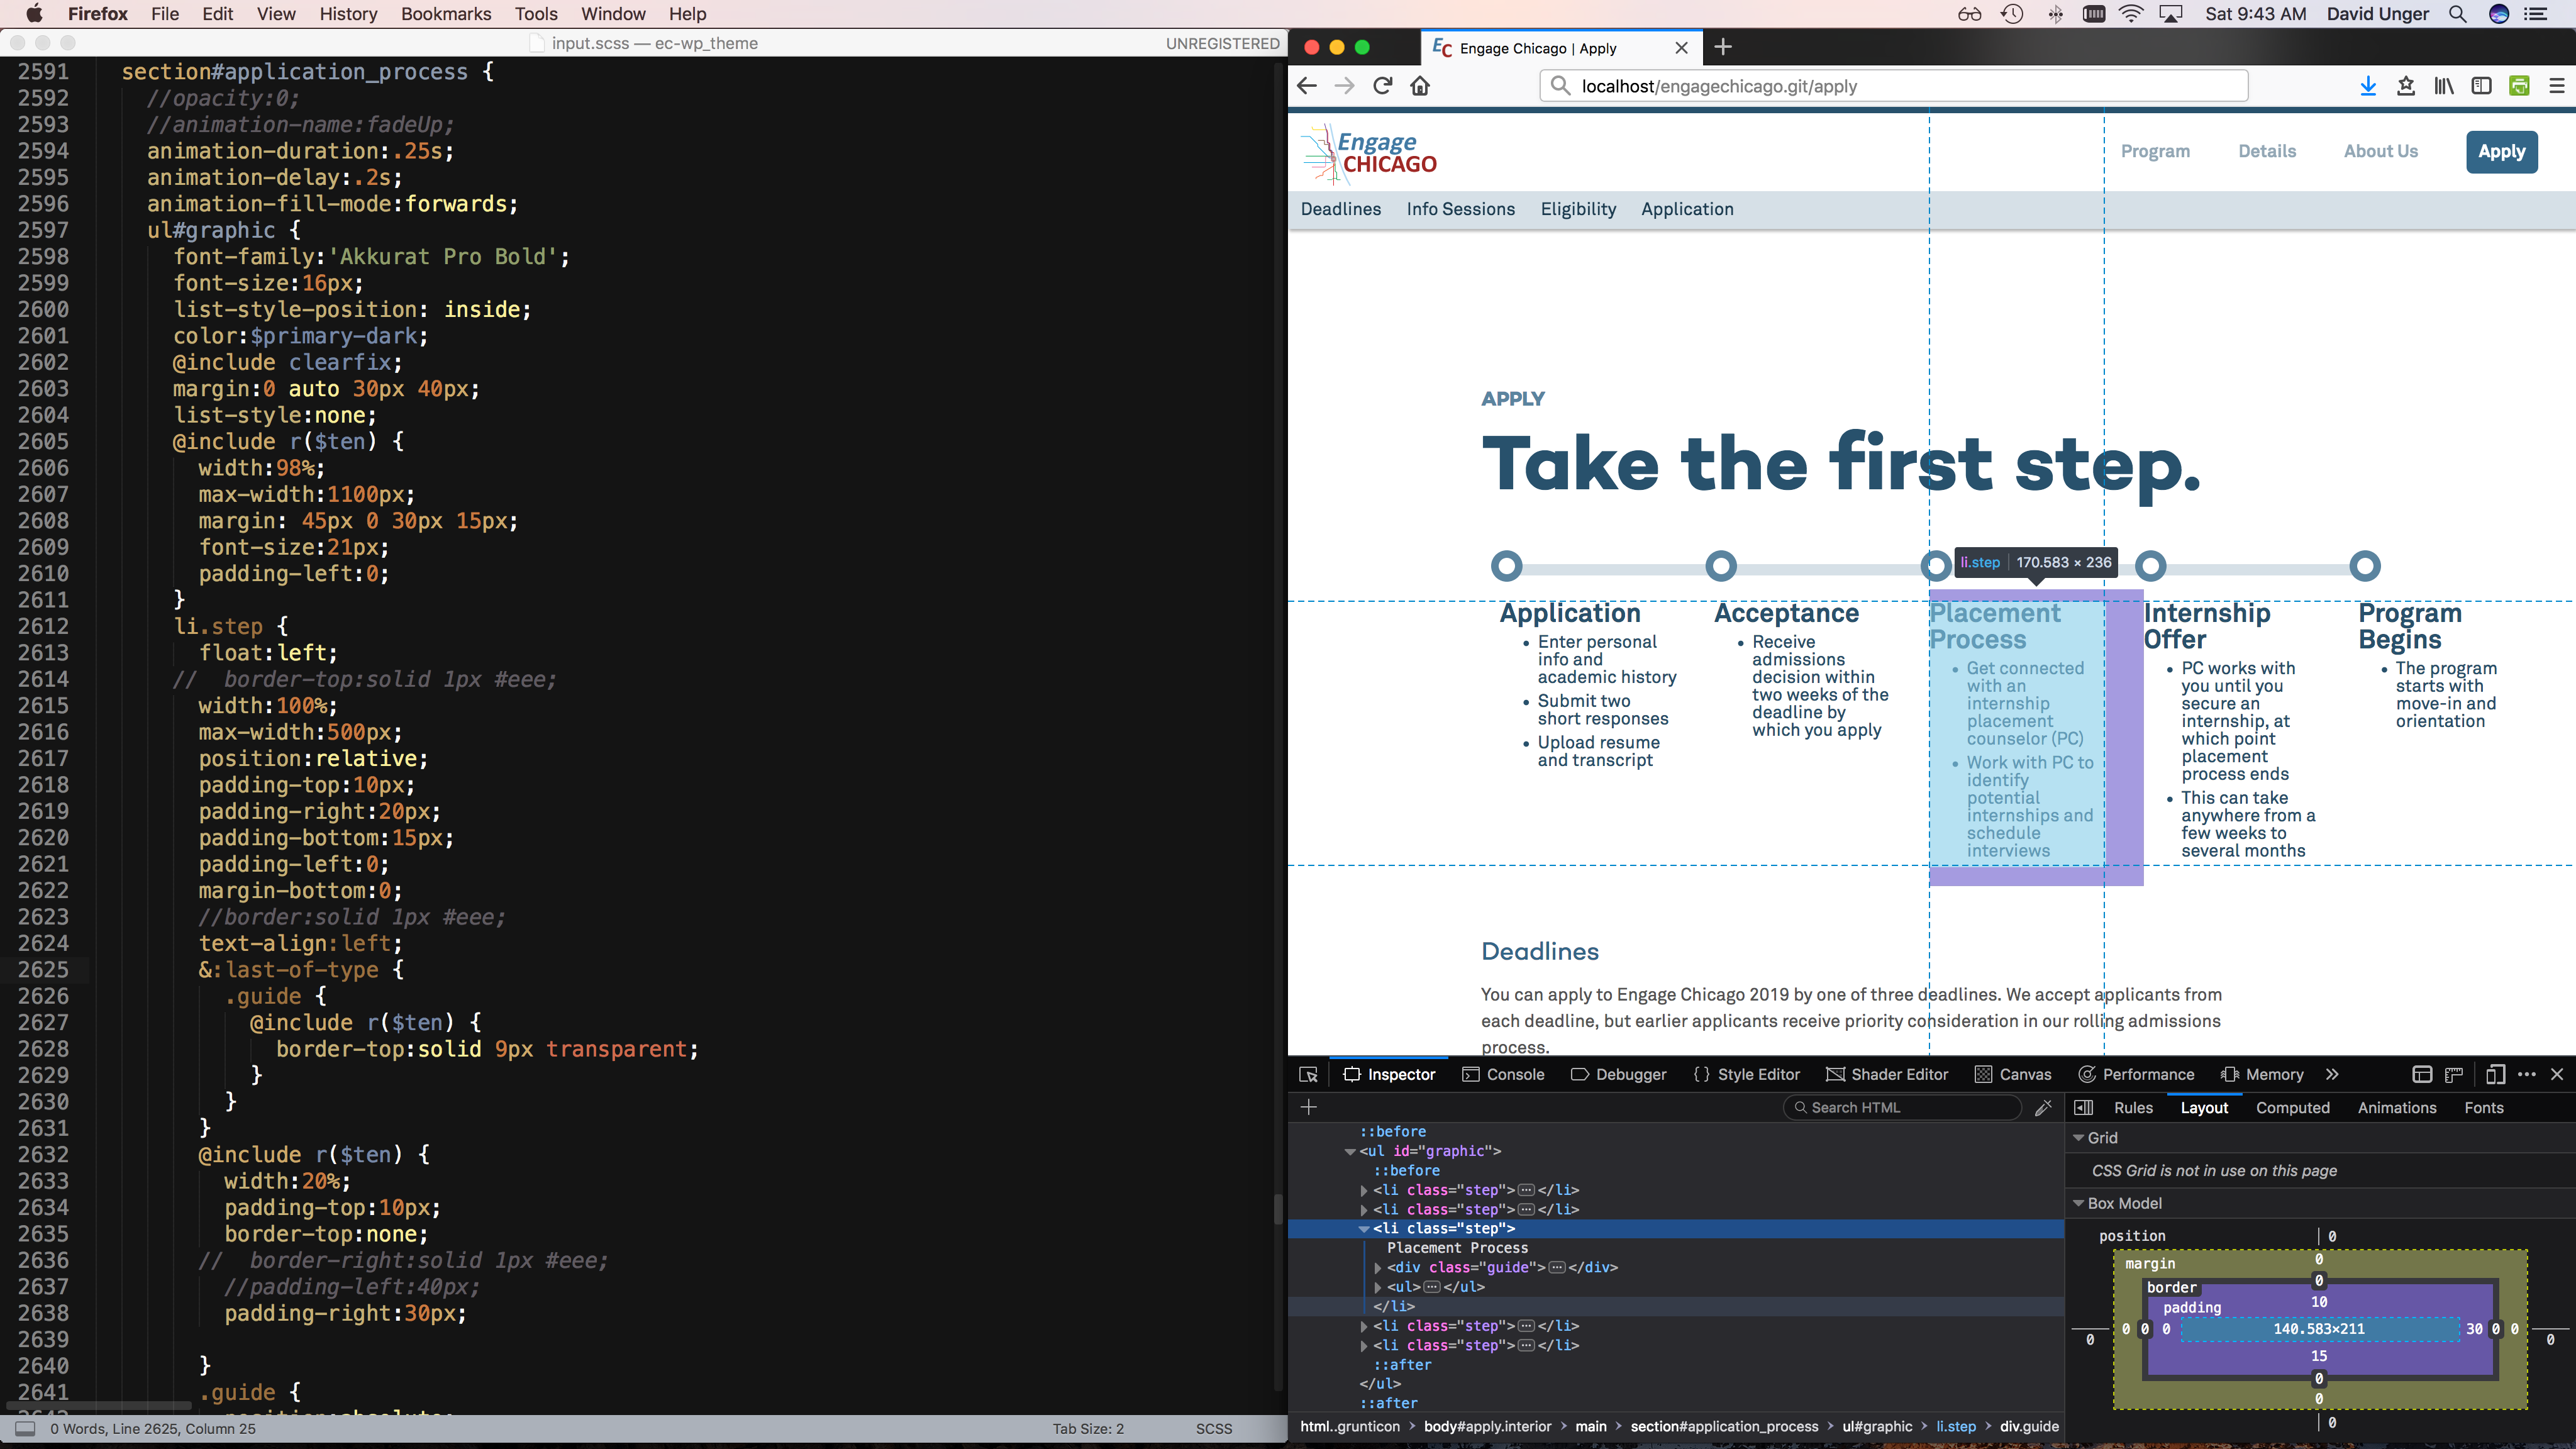 Firefox File Edit View History Bookmarks Tools Window Help
Sat 9:43 AM David Unger
input.scss — ec-wp_theme
UNREGISTERED
2591 section#application_process {
2592 //opacity:0;
2593 //animation-name:fadeUp;
2594 animation-duration:.25s;
2595 animation-delay:.2s;
2596 animation-fill-mode:forwards;
2597 ul#graphic {
2598 font-family:'Akkurat Pro Bold';
2599 font-size:16px;
2600 list-style-position: inside;
2601 color:$primary-dark;
2602 @include clearfix;
2603 margin:0 auto 30px 40px;
2604 list-style:none;
2605 @include r($ten) {
2606 width:98%;
2607 max-width:1100px;
2608 margin: 45px 0 30px 15px;
2609 font-size:21px;
2610 padding-left:0;
2611 }
2612 li.step {
2613 float:left;
2614 // border-top:solid 1px #eee;
2615 width:100%;
2616 max-width:500px;
2617 position:relative;
2618 padding-top:10px;
2619 padding-right:20px;
2620 padding-bottom:15px;
2621 padding-left:0;
2622 margin-bottom:0;
2623 //border:solid 1px #eee;
2624 text-align:left;
2625 &:last-of-type {
2626 .guide {
2627 @include r($ten) {
2628 border-top:solid 9px transparent;
2629 }
2630 }
2631 }
2632 @include r($ten) {
2633 width:20%;
2634 padding-top:10px;
2635 border-top:none;
2636 // border-right:solid 1px #eee;
2637 //padding-left:40px;
2638 padding-right:30px;
2639
2640 }
2641 .guide {
0 Words, Line 2625, Column 25
Tab Size: 2
SCSS
EC Engage Chicago | Apply
localhost/engagechicago.git/apply
Engage
CHICAGO
Program Details About Us Apply
Deadlines Info Sessions Eligibility Application
APPLY
Take the first step.
li.step 170.583 × 236
Application
• Enter personal
info and
academic history
• Submit two
short responses
• Upload resume
and transcript
Acceptance
• Receive
admissions
decision within
two weeks of the
deadline by
which you apply
Placement
Process
• Get connected
with an
internship
placement
counselor (PC)
• Work with PC to
identify
potential
internships and
schedule
interviews
Internship
Offer
• PC works with
you until you
secure an
internship, at
which point
placement
process ends
• This can take
anywhere from a
few weeks to
several months
Program
Begins
• The program
starts with
move-in and
orientation
Deadlines
You can apply to Engage Chicago 2019 by one of three deadlines. We accept applicants from
each deadline, but earlier applicants receive priority consideration in our rolling admissions
process.
Inspector Console Debugger Style Editor Shader Editor Canvas Performance Memory
Search HTML
::before
<ul id="graphic">
::before
<li class="step">…</li>
<li class="step">…</li>
<li class="step">
Placement Process
<div class="guide">…</div>
<ul>…</ul>
</li>
<li class="step">…</li>
<li class="step">…</li>
::after
</ul>
::after
html..grunticon > body#apply.interior > main > section#application_process > ul#graphic > li.step > div.guide
Rules Layout Computed Animations Fonts
Grid
CSS Grid is not in use on this page
Box Model
position 0
margin 0
border 0
padding 10
0 0 0 0 140.583×211 30 0 0 0
15
0
0
0